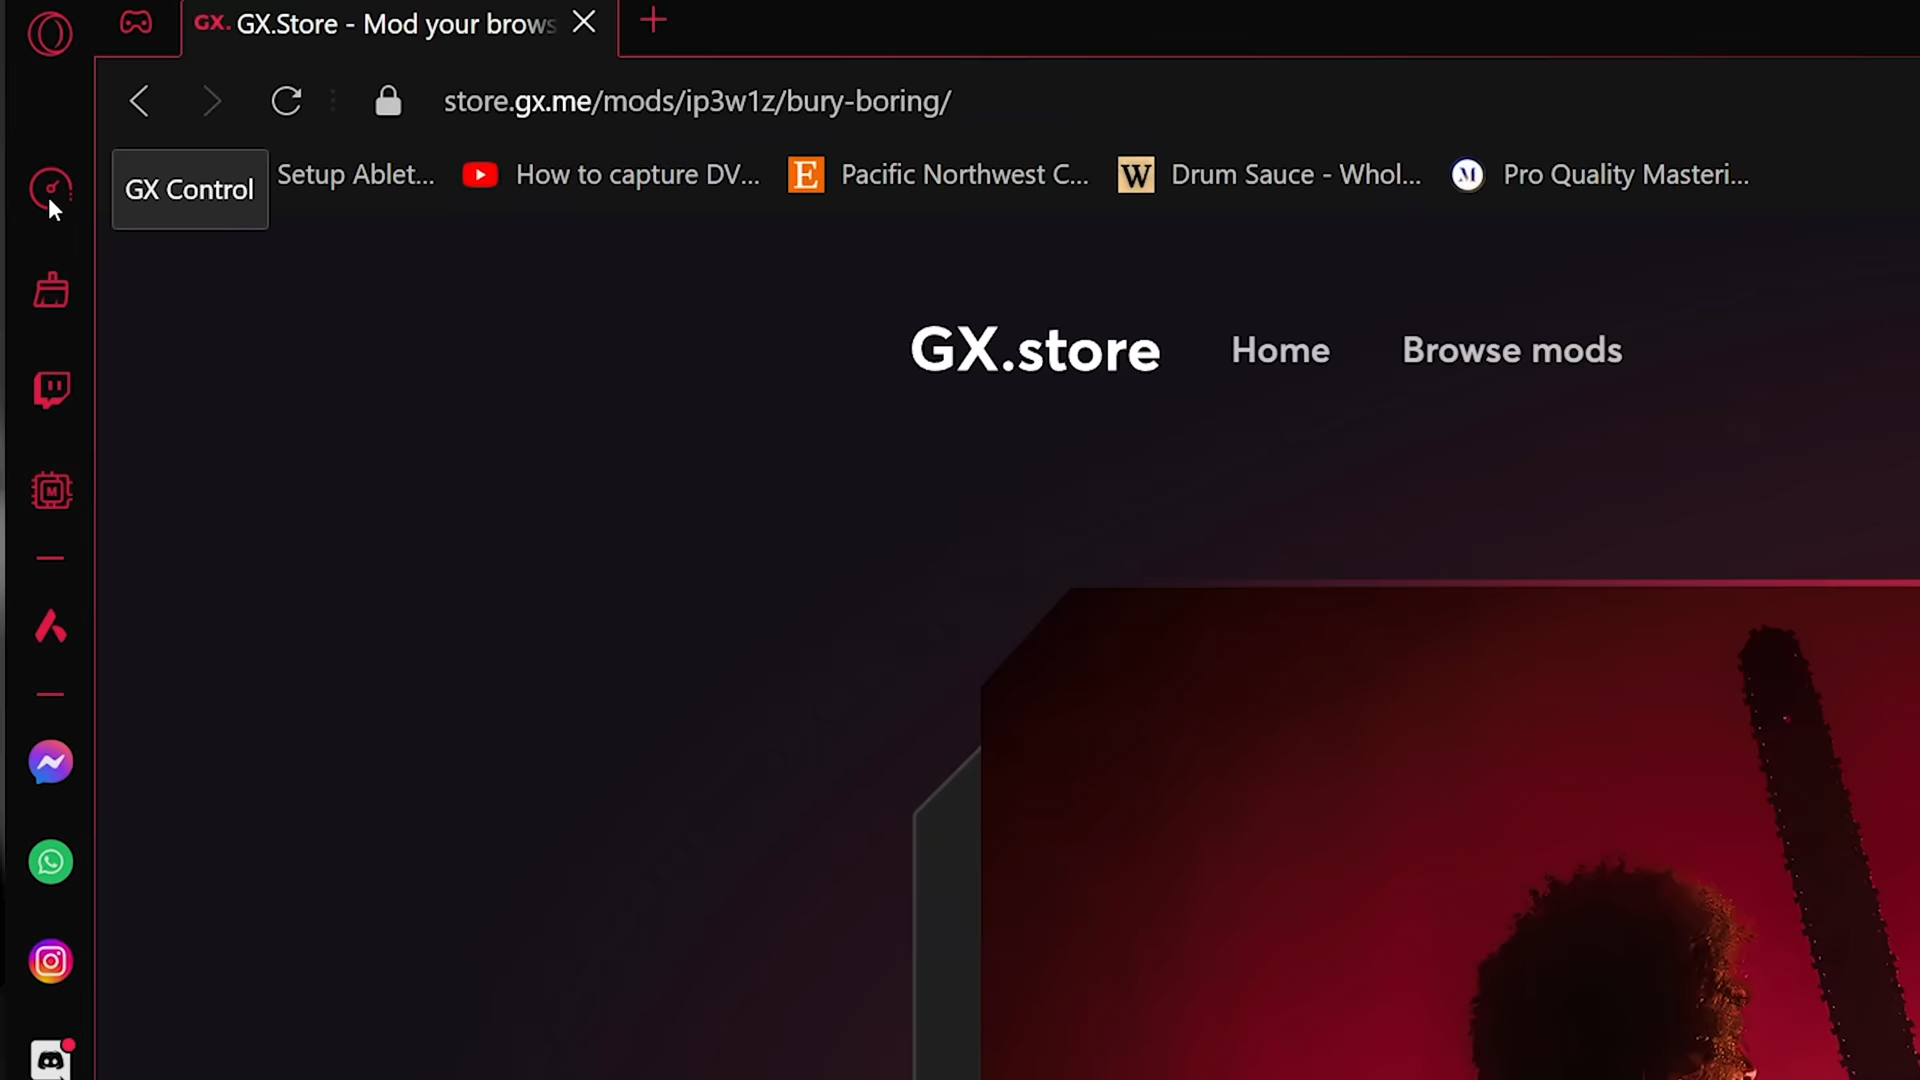 GX. GX.Store - Mod your brows
store.gx.me/mods/ip3w1z/bury-boring/
GX Control
Setup Ablet...
How to capture DV...
E
Pacific Northwest C...
W
Drum Sauce - Whol...
M
Pro Quality Masteri...
GX.store
Home
Browse mods
M